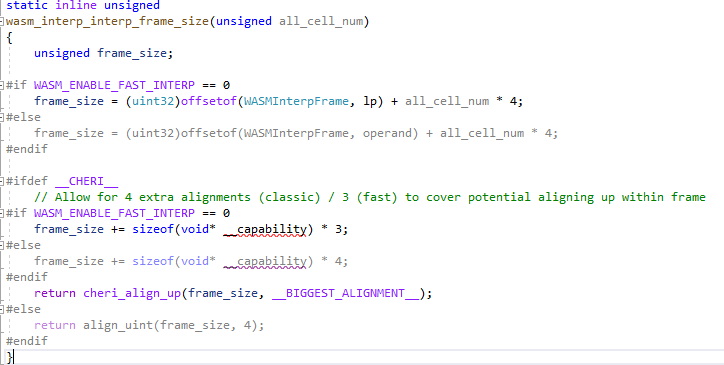 static inline unsigned
wasm_interp_interp_frame_size(unsigned all_cell_num)
{
    unsigned frame_size;

#if WASM_ENABLE_FAST_INTERP == 0
    frame_size = (uint32)offsetof(WASMInterpFrame, lp) + all_cell_num * 4;
#else
    frame_size = (uint32)offsetof(WASMInterpFrame, operand) + all_cell_num * 4;
#endif

#ifdef __CHERI__
    // Allow for 4 extra alignments (classic) / 3 (fast) to cover potential aligning up within frame
#if WASM_ENABLE_FAST_INTERP == 0
    frame_size += sizeof(void* __capability) * 3;
#else
    frame_size += sizeof(void* __capability) * 4;
#endif
    return cheri_align_up(frame_size, __BIGGEST_ALIGNMENT__);
#else
    return align_uint(frame_size, 4);
#endif
}